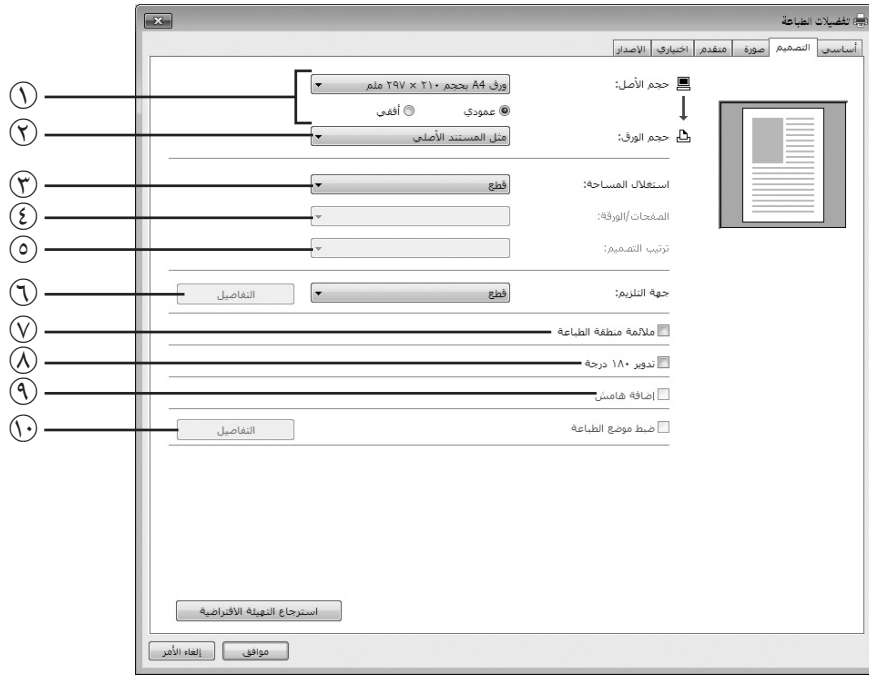 تفضيلات الطباعة
أساسي التصميم صورة متقدم اختياري الاصدار
حجم الأصل: ورق A4 بحجم ٢١٠ × ٢٩٧ ملم
١
عمودي أفقي
حجم الورق: مثل المستند الأصلي
٢
استغلال المساحة: قطع
٣
الصفحات/الورقة:
٤
ترتيب التصميم:
٥
جهة التلزيم: قطع التفاصيل
٦
ملائمة منطقة الطباعة
٧
تدوير ١٨٠ درجة
٨
إضافة هامش
٩
ضبط موضع الطباعة التفاصيل
١٠
استرجاع التهيئة الافتراضية
موافق إلغاء الأمر